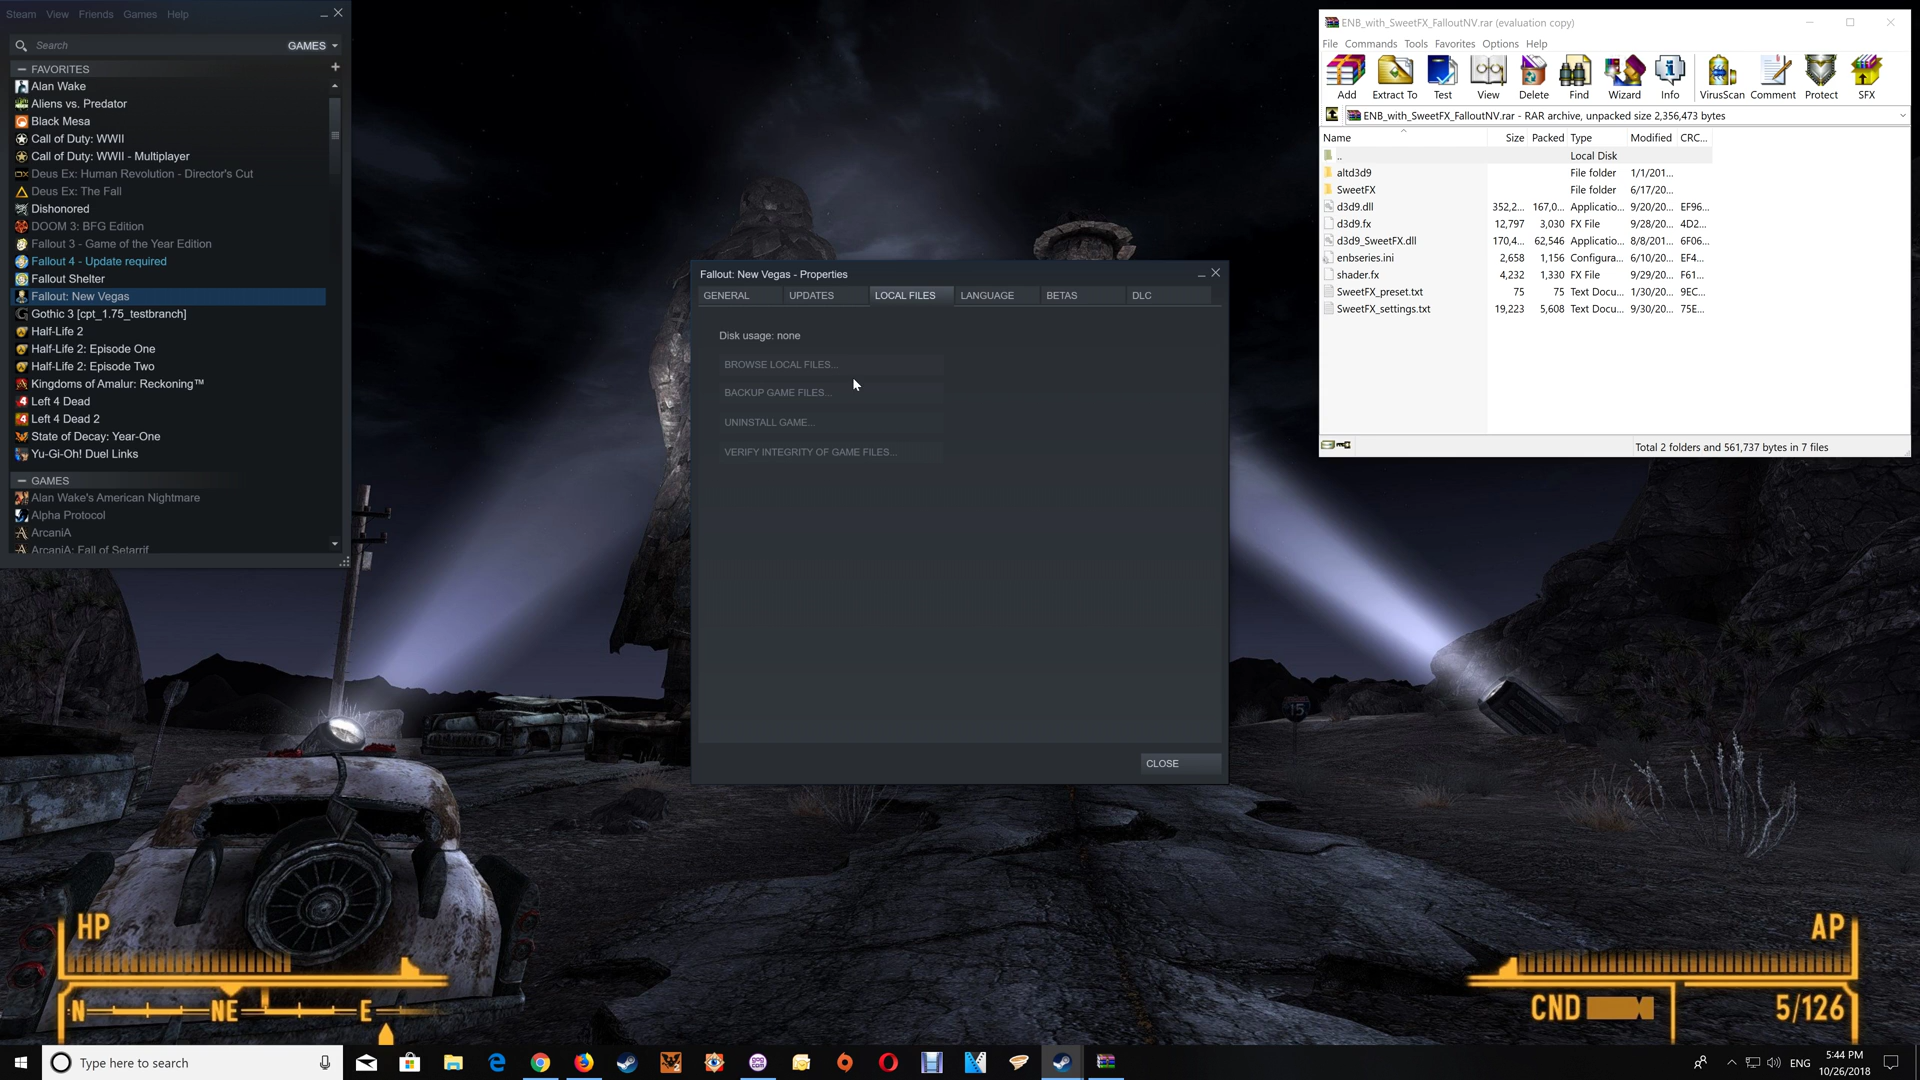 Steam View Friends Games Help
Search GAMES
FAVORITES
Alan Wake
Aliens vs. Predator
Black Mesa
Call of Duty: WWII
Call of Duty: WWII - Multiplayer
Deus Ex: Human Revolution - Director's Cut
Deus Ex: The Fall
Dishonored
DOOM 3: BFG Edition
Fallout 3 - Game of the Year Edition
Fallout 4 - Update required
Fallout Shelter
Fallout: New Vegas
Gothic 3 [cpt_1.75_testbranch]
Half-Life 2
Half-Life 2: Episode One
Half-Life 2: Episode Two
Kingdoms of Amalur: Reckoning™
Left 4 Dead
Left 4 Dead 2
State of Decay: Year-One
Yu-Gi-Oh! Duel Links
GAMES
Alan Wake's American Nightmare
Alpha Protocol
ArcaniA
ArcaniA: Fall of Setarrif
Fallout: New Vegas - Properties
GENERAL UPDATES LOCAL FILES LANGUAGE BETAS DLC
Disk usage: none
BROWSE LOCAL FILES...
BACKUP GAME FILES...
UNINSTALL GAME...
VERIFY INTEGRITY OF GAME FILES...
CLOSE
ENB_with_SweetFX_FalloutNV.rar (evaluation copy)
File Commands Tools Favorites Options Help
Add Extract To Test View Delete Find Wizard Info VirusScan Comment Protect SFX
ENB_with_SweetFX_FalloutNV.rar - RAR archive, unpacked size 2,356,473 bytes
Name Size Packed Type Modified CRC...
.. Local Disk
altd3d9 File folder 1/1/201...
SweetFX File folder 6/17/20...
d3d9.dll 352,2... 167,0... Applicatio... 9/20/20... EF96...
d3d9.fx 12,797 3,030 FX File 9/28/20... 4D2...
d3d9_SweetFX.dll 170,4... 62,546 Applicatio... 8/8/201... 6F06...
enbseries.ini 2,658 1,156 Configura... 6/10/20... EF4...
shader.fx 4,232 1,330 FX File 9/29/20... F61...
SweetFX_preset.txt 75 75 Text Docu... 1/30/20... 9EC...
SweetFX_settings.txt 19,223 5,608 Text Docu... 9/30/20... 75E...
Total 2 folders and 561,737 bytes in 7 files
15
HP
N NE E
AP
CND 5/126
Type here to search
ENG
5:44 PM
10/26/2018